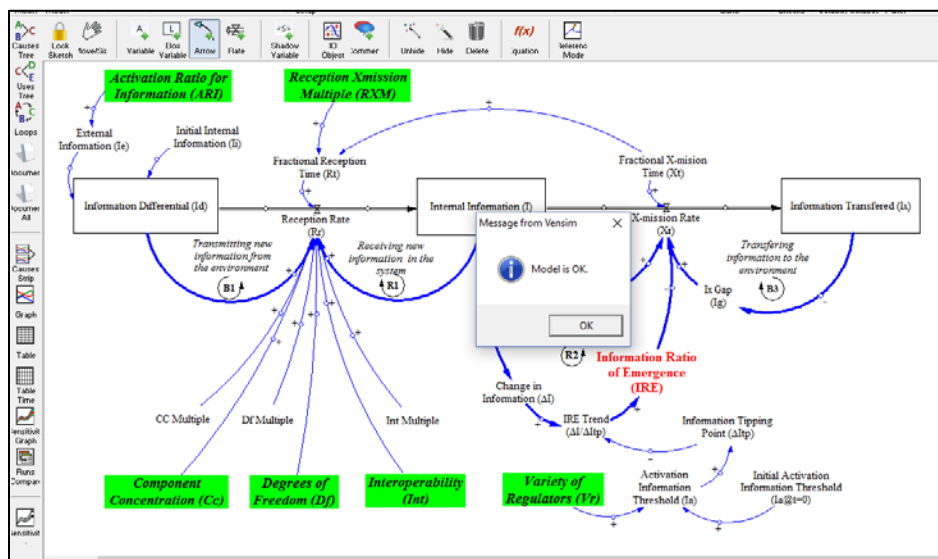 Causes
Tree
Lock
Sketch
Variable
Box
Variable
Arrow
Rate
Shadow
Variable
IO
Object
Unhide
Hide
Delete
f(x)
Mode
Uses
Tree
Loops
All
Causes
Strip
Graph
Table
Table
Time
Graph
Runs
Activation Ratio for
Information (ARI)
Reception Xmission
Multiple (RXM)
External
Information (Ie)
Initial Internal
Information (Ii)
Fractional Reception
Time (Rt)
Fractional X-mision
Time (Xt)
Information Differential (Id)
Reception Rate
(Rr)
Internal Information (I)
X-mission Rate
(Xr)
Information Transfered (Ix)
Message from Vensim
Model is OK.
OK
Transmitting new
information from
the environment
B1
Receiving new
information in the
system
R1
Transfering
information to the
environment
B3
Ix Gap
(Ig)
R2
Information Ratio
of Emergence
(IRE)
Change in
Information (ΔI)
IRE Trend
(ΔI/ΔItp)
Information Tipping
Point (ΔItp)
CC Multiple
Df Multiple
Int Multiple
Component
Concentration (Cc)
Degrees of
Freedom (Df)
Interoperability
(Int)
Variety of
Regulators (Vr)
Activation
Information
Threshold (Ia)
Initial Activation
Information Threshold
(Ia@t=0)